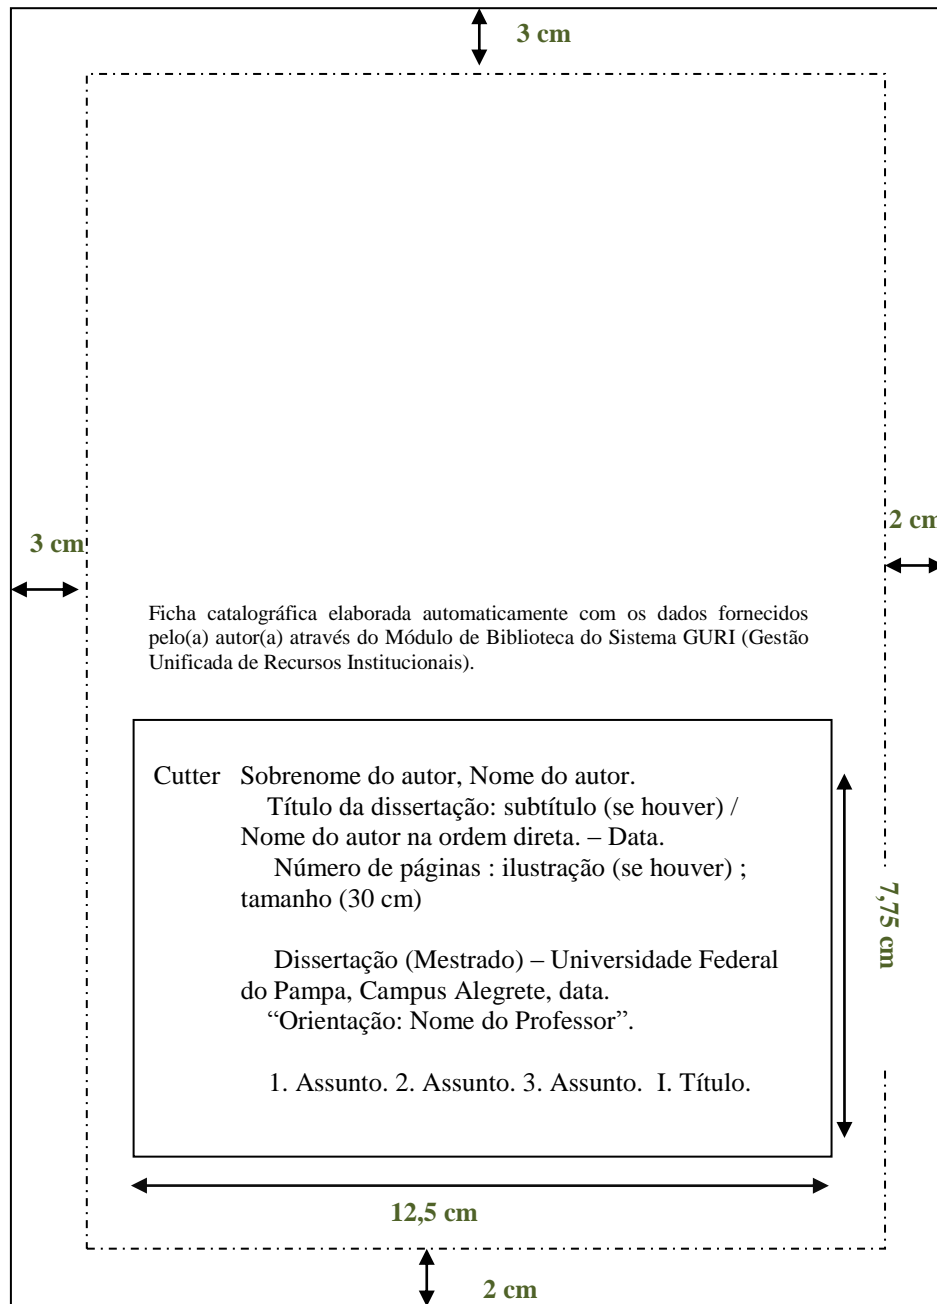 3 cm
2 cm
3 cm
Ficha catalográfica elaborada automaticamente com os dados fornecidos
pelo(a) autor(a) através do Módulo de Biblioteca do Sistema GURI (Gestão
Unificada de Recursos Institucionais).
Cutter Sobrenome do autor, Nome do autor.
Título da dissertação: subtítulo (se houver) /
Nome do autor na ordem direta. – Data.
Número de páginas : ilustração (se houver) ;
tamanho (30 cm)
Dissertação (Mestrado) – Universidade Federal
do Pampa, Campus Alegrete, data.
“Orientação: Nome do Professor”.
1. Assunto. 2. Assunto. 3. Assunto. I. Título.
7,75 cm
12,5 cm
2 cm